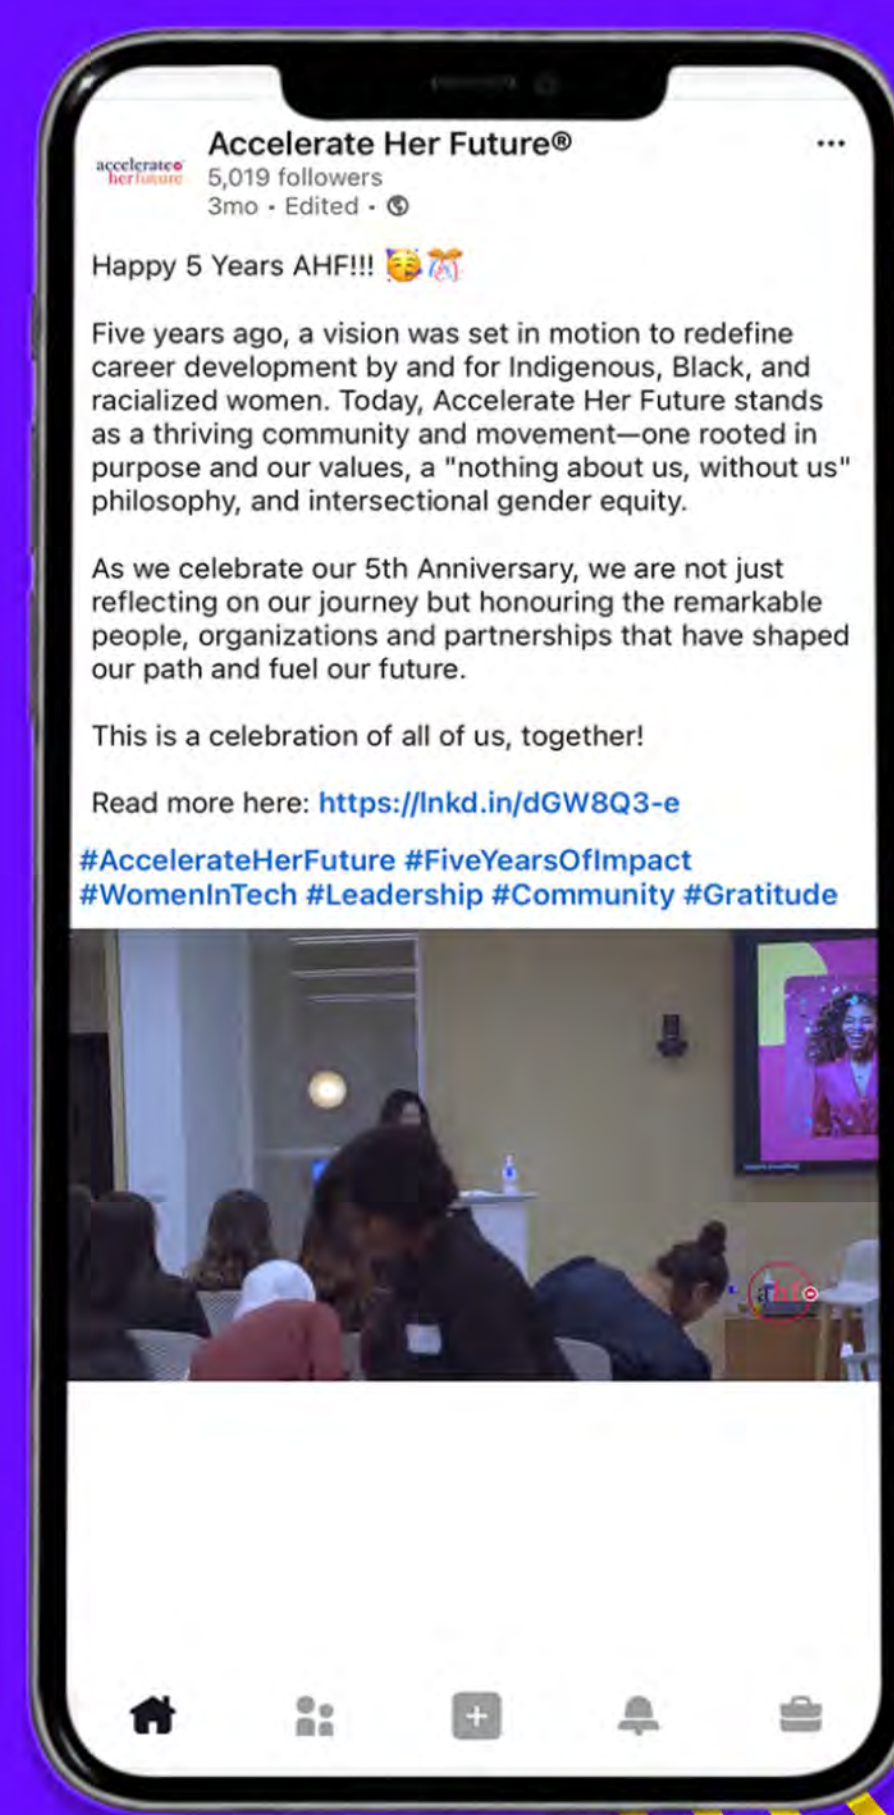 accelerate
her future
Accelerate Her Future®
5,019 followers
3mo • Edited •
Happy 5 Years AHF!!! 🥳🎊
Five years ago, a vision was set in motion to redefine
career development by and for Indigenous, Black, and
racialized women. Today, Accelerate Her Future stands
as a thriving community and movement—one rooted in
purpose and our values, a "nothing about us, without us"
philosophy, and intersectional gender equity.
As we celebrate our 5th Anniversary, we are not just
reflecting on our journey but honouring the remarkable
people, organizations and partnerships that have shaped
our path and fuel our future.
This is a celebration of all of us, together!
Read more here: https://lnkd.in/dGW8Q3-e
#AccelerateHerFuture #FiveYearsOfImpact
#WomenInTech #Leadership #Community #Gratitude
ahf